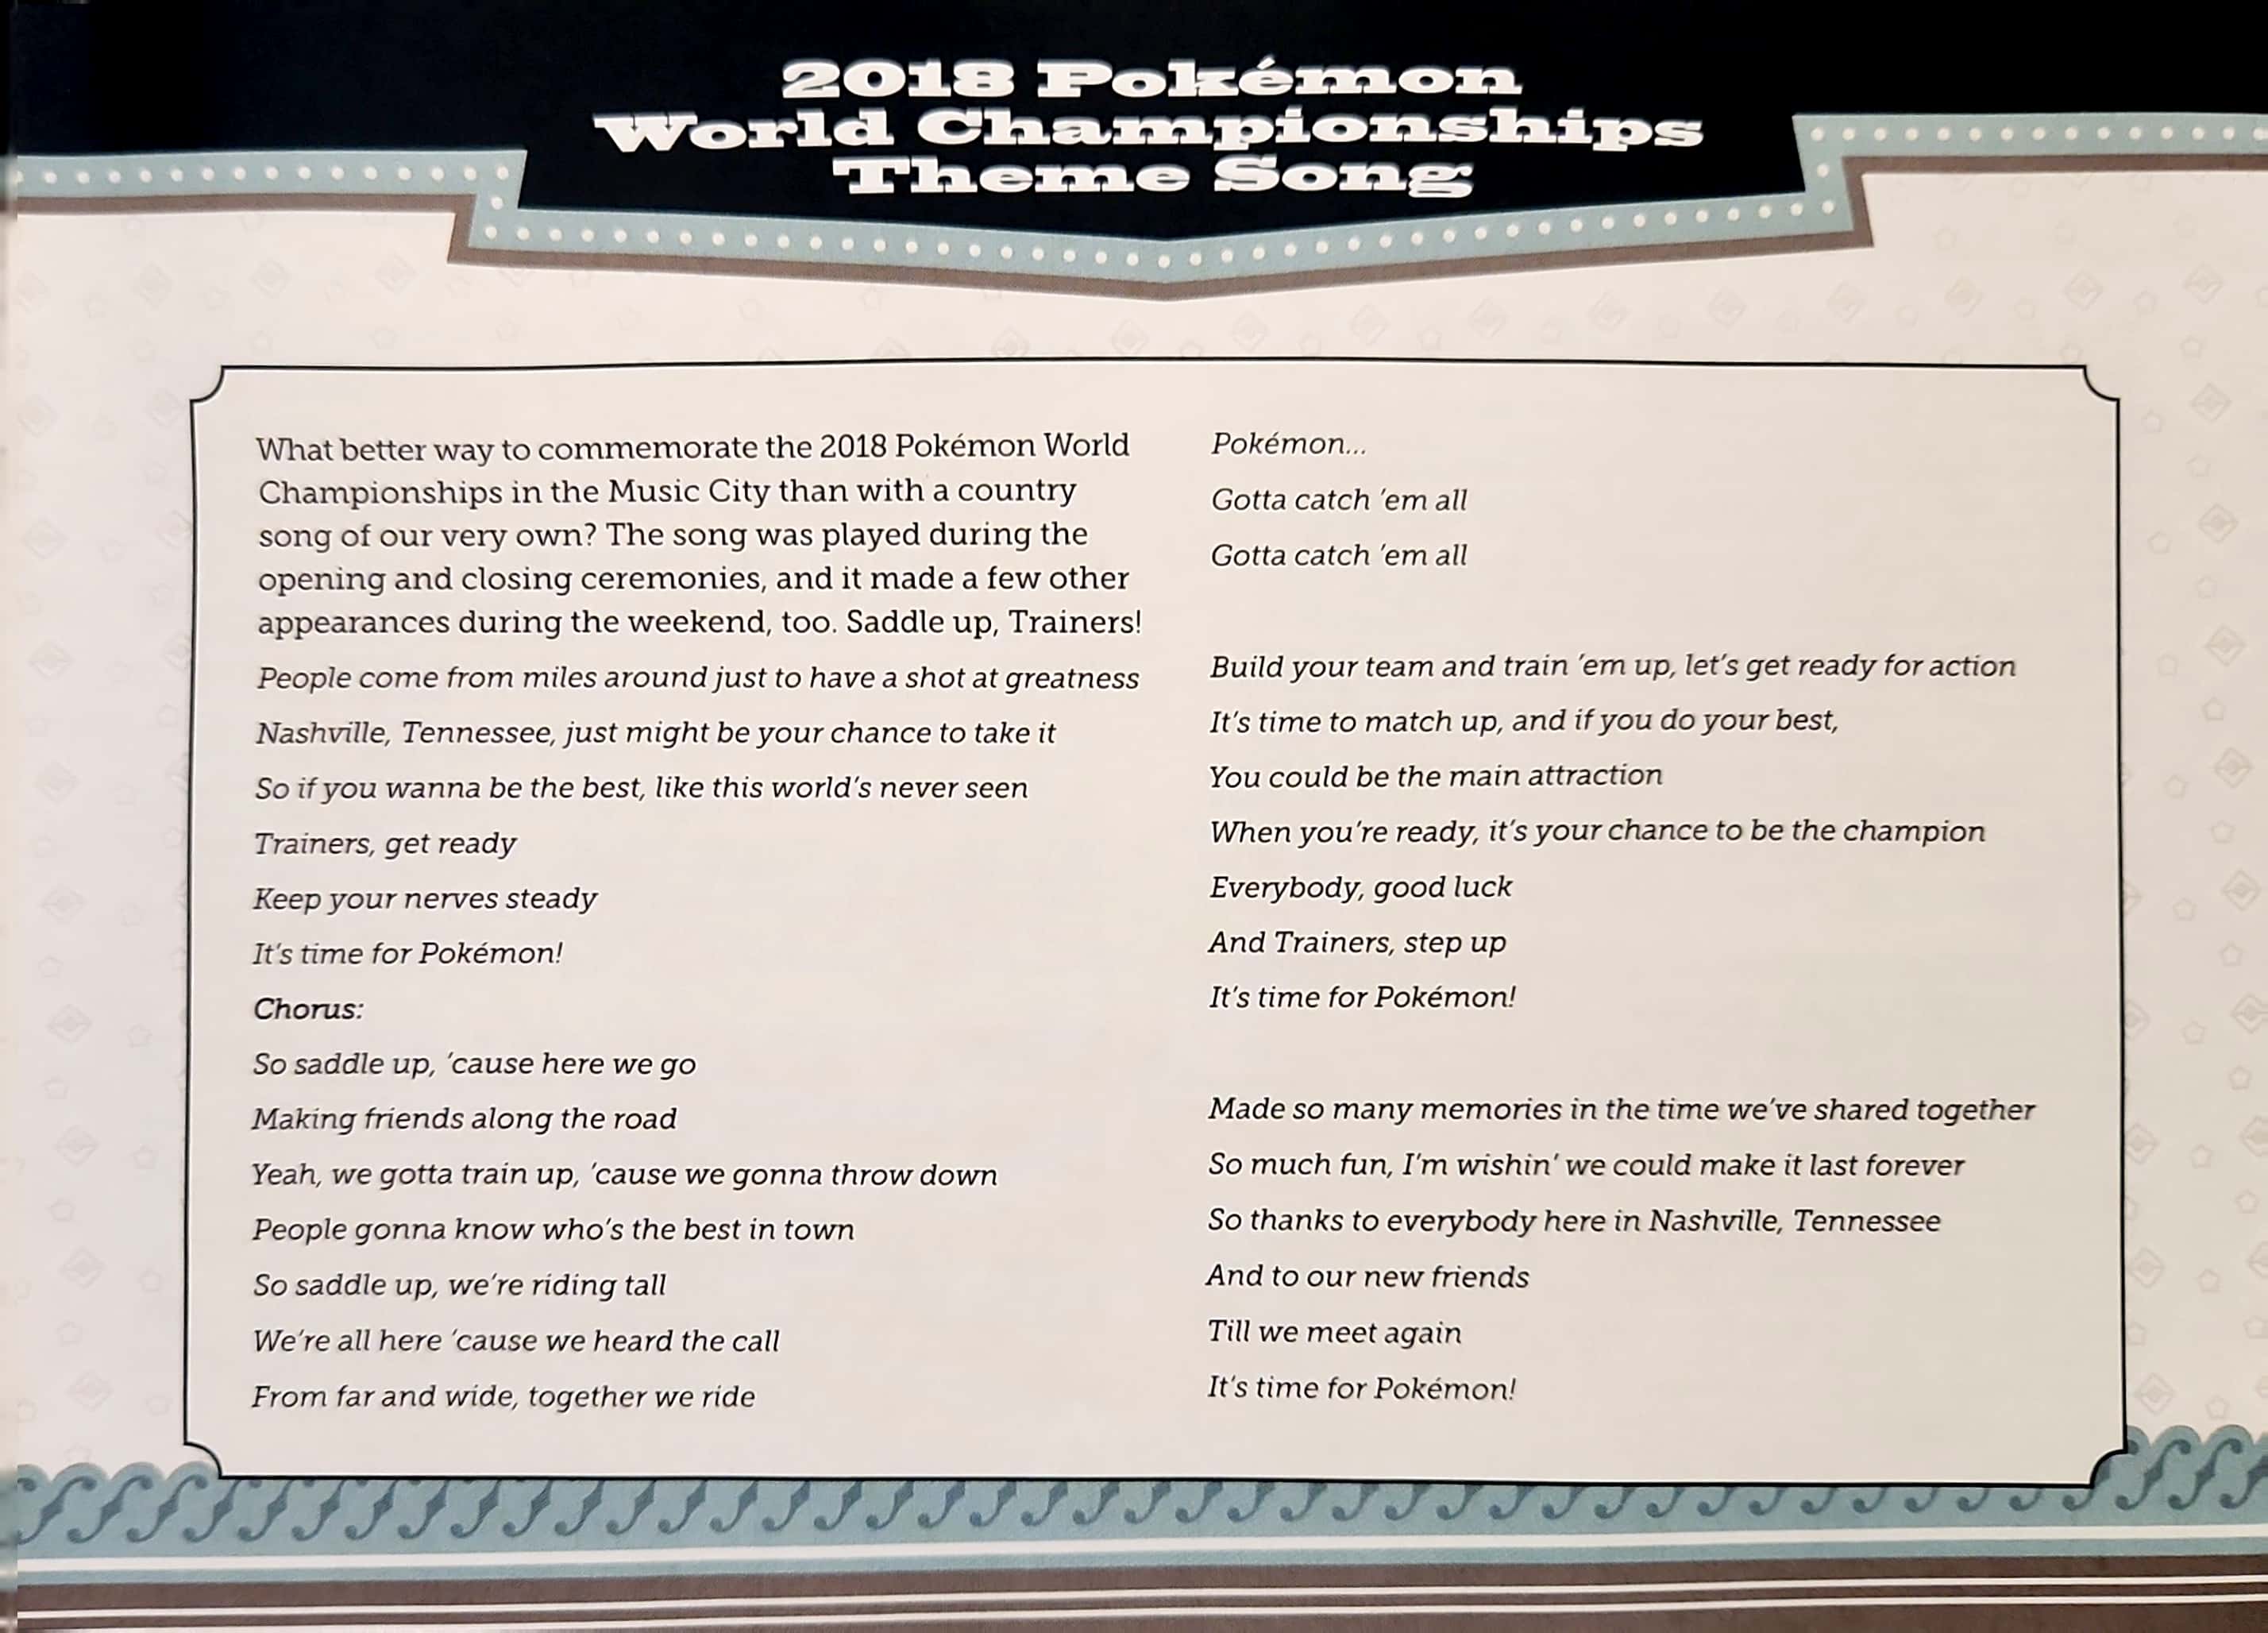 2018 Pokémon
World Championships
Theme Song
What better way to commemorate the 2018 Pokémon World
Championships in the Music City than with a country
song of our very own? The song was played during the
opening and closing ceremonies, and it made a few other
appearances during the weekend, too. Saddle up, Trainers!
People come from miles around just to have a shot at greatness
Nashville, Tennessee, just might be your chance to take it
So if you wanna be the best, like this world's never seen
Trainers, get ready
Keep your nerves steady
It's time for Pokémon!
Chorus:
So saddle up, 'cause here we go
Making friends along the road
Yeah, we gotta train up, 'cause we gonna throw down
People gonna know who's the best in town
So saddle up, we're riding tall
We're all here 'cause we heard the call
From far and wide, together we ride
Pokémon...
Gotta catch 'em all
Gotta catch 'em all
Build your team and train 'em up, let's get ready for action
It's time to match up, and if you do your best,
You could be the main attraction
When you're ready, it's your chance to be the champion
Everybody, good luck
And Trainers, step up
It's time for Pokémon!
Made so many memories in the time we've shared together
So much fun, I'm wishin' we could make it last forever
So thanks to everybody here in Nashville, Tennessee
And to our new friends
Till we meet again
It's time for Pokémon!